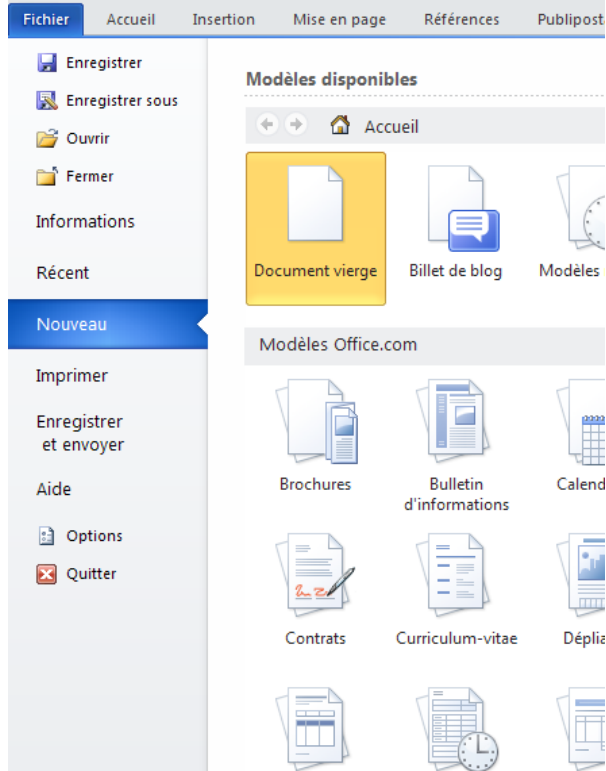 Fichier Accueil Insertion Mise en page Références
Enregistrer
Enregistrer sous
Ouvrir
Fermer
Informations
Récent
Nouveau
Imprimer
Enregistrer
et envoyer
Aide
Options
Quitter
Modèles disponibles
Accueil
Document vierge Billet de blog Modèles
Modèles Office.com
Brochures Bulletin
d'informations
Contrats Curriculum-vitae